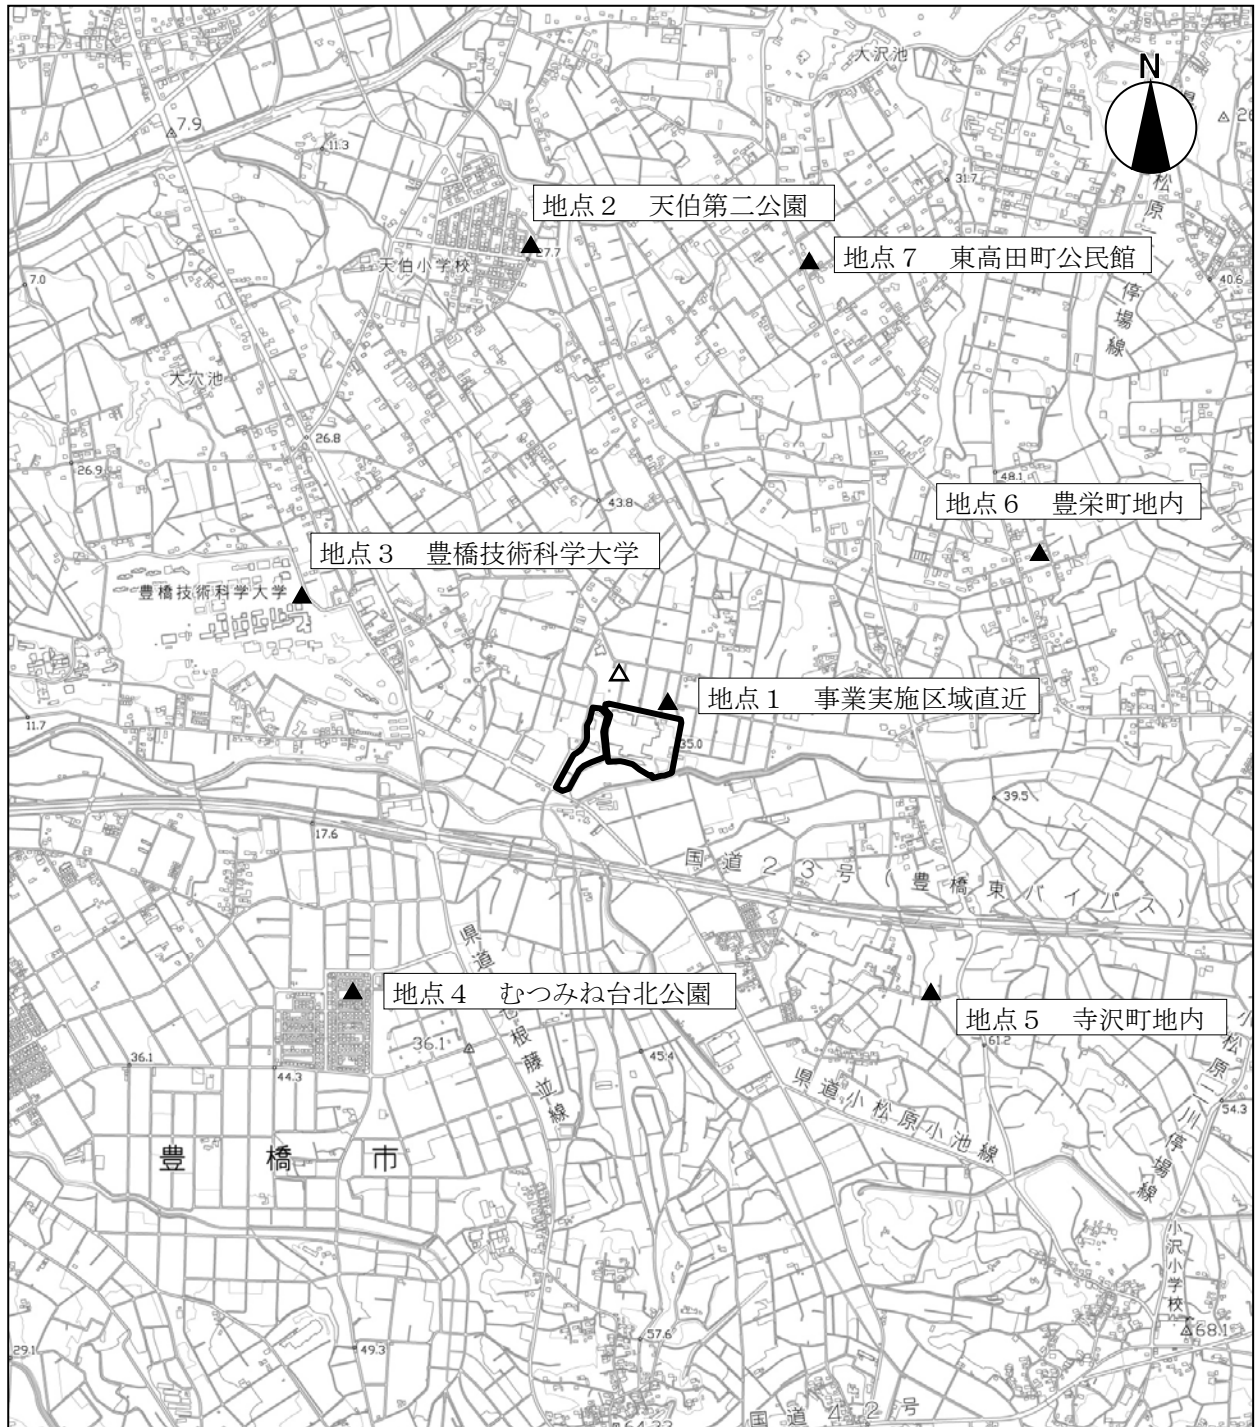 大沢池
N
7.9
11.3
26
31.7
松原
地点２　天伯第二公園
27.7
天伯小学校
地点７　東高田町公民館
7.0
40.6
停場線
大穴池
26.8
26.9
48.1
43.8
地点６　豊栄町地内
地点３　豊橋技術科学大学
豊橋技術科学大学
地点１　事業実施区域直近
11.7
35.0
39.5
17.6
国道２３号（豊橋東バイパス）
県道
根藤並線
地点４　むつみね台北公園
地点５　寺沢町地内
36.1
45.4
61.2
36.1
44.3
県道小松原小池線
小松原二川停場線
54.3
豊橋市
小沢小学校
57.6
68.1
29.1
49.3
国道４２号
64.33